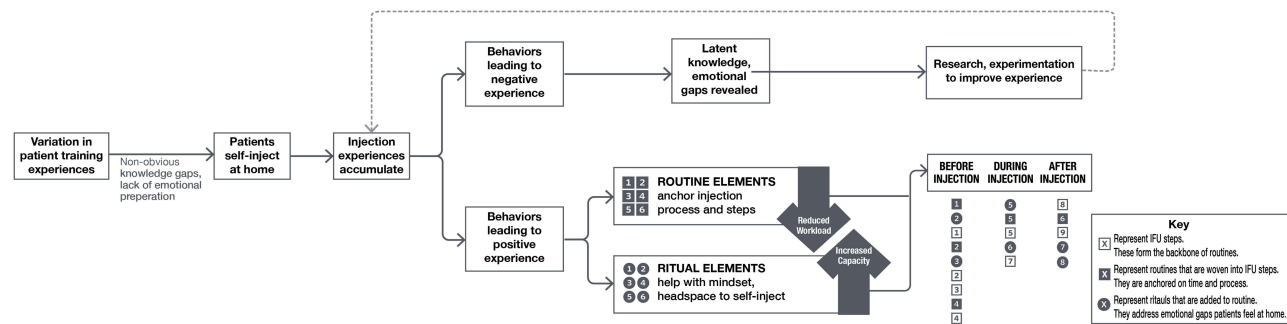 Variation in
patient training
experiences
Non-obvious
knowledge gaps,
lack of emotional
preperation
Patients
self-inject
at home
Injection
experiences
accumulate
Behaviors
leading to
negative
experience
Latent
knowledge,
emotional
gaps revealed
Research, experimentation
to improve experience
Behaviors
leading to
positive
experience
1 2 ROUTINE ELEMENTS
3 4 anchor injection
5 6 process and steps
Reduced
Workload
Increased
Capacity
1 2 RITUAL ELEMENTS
3 4 help with mindset,
5 6 headspace to self-inject
BEFORE
INJECTION
1
2
1
2
3
2
3
4
4
DURING
INJECTION
5
5
5
6
7
AFTER
INJECTION
8
6
9
7
8
Key
X Represent IFU steps.
These form the backbone of routines.
X Represent routines that are woven into IFU steps.
They are anchored on time and process.
X Represent ritauls that are added to routine.
They address emotional gaps patients feel at home.